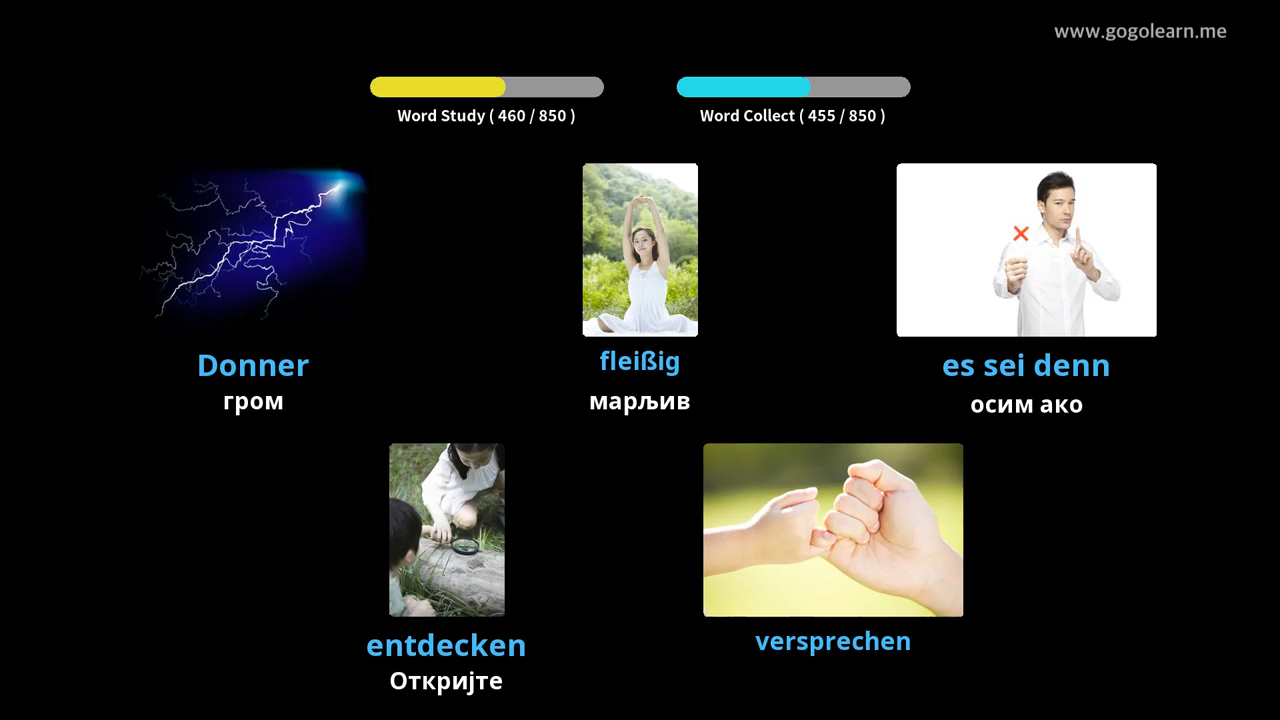 www.gogolearn.me
Word Study ( 460 / 850 )
Word Collect ( 455 / 850 )
Donner
гром
fleißig
марљив
es sei denn
осим ако
entdecken
Откријте
versprechen